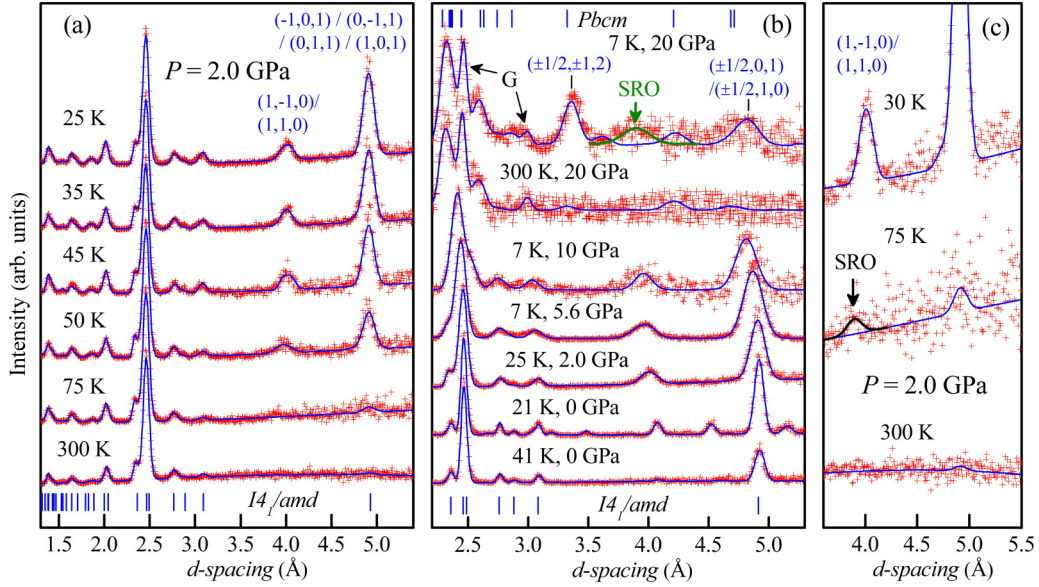 Intensity (arb. units)
(a)
(-1,0,1) / (0,-1,1)
/ (0,1,1) / (1,0,1)
P = 2.0 GPa
(1,-1,0)/
(1,1,0)
25 K
35 K
45 K
50 K
75 K
300 K
I4₁/amd
1.5 2.0 2.5 3.0 3.5 4.0 4.5 5.0
d-spacing (Å)
(b)
Pbcm
7 K, 20 GPa
(±1/2,±1,2)
G
SRO
(±1/2,0,1)
/(±1/2,1,0)
300 K, 20 GPa
7 K, 10 GPa
7 K, 5.6 GPa
25 K, 2.0 GPa
21 K, 0 GPa
41 K, 0 GPa
I4₁/amd
2.5 3.0 3.5 4.0 4.5 5.0
d-spacing (Å)
(c)
(1,-1,0)/
(1,1,0)
30 K
75 K
SRO
P = 2.0 GPa
300 K
4.0 4.5 5.0 5.5
d-spacing (Å)